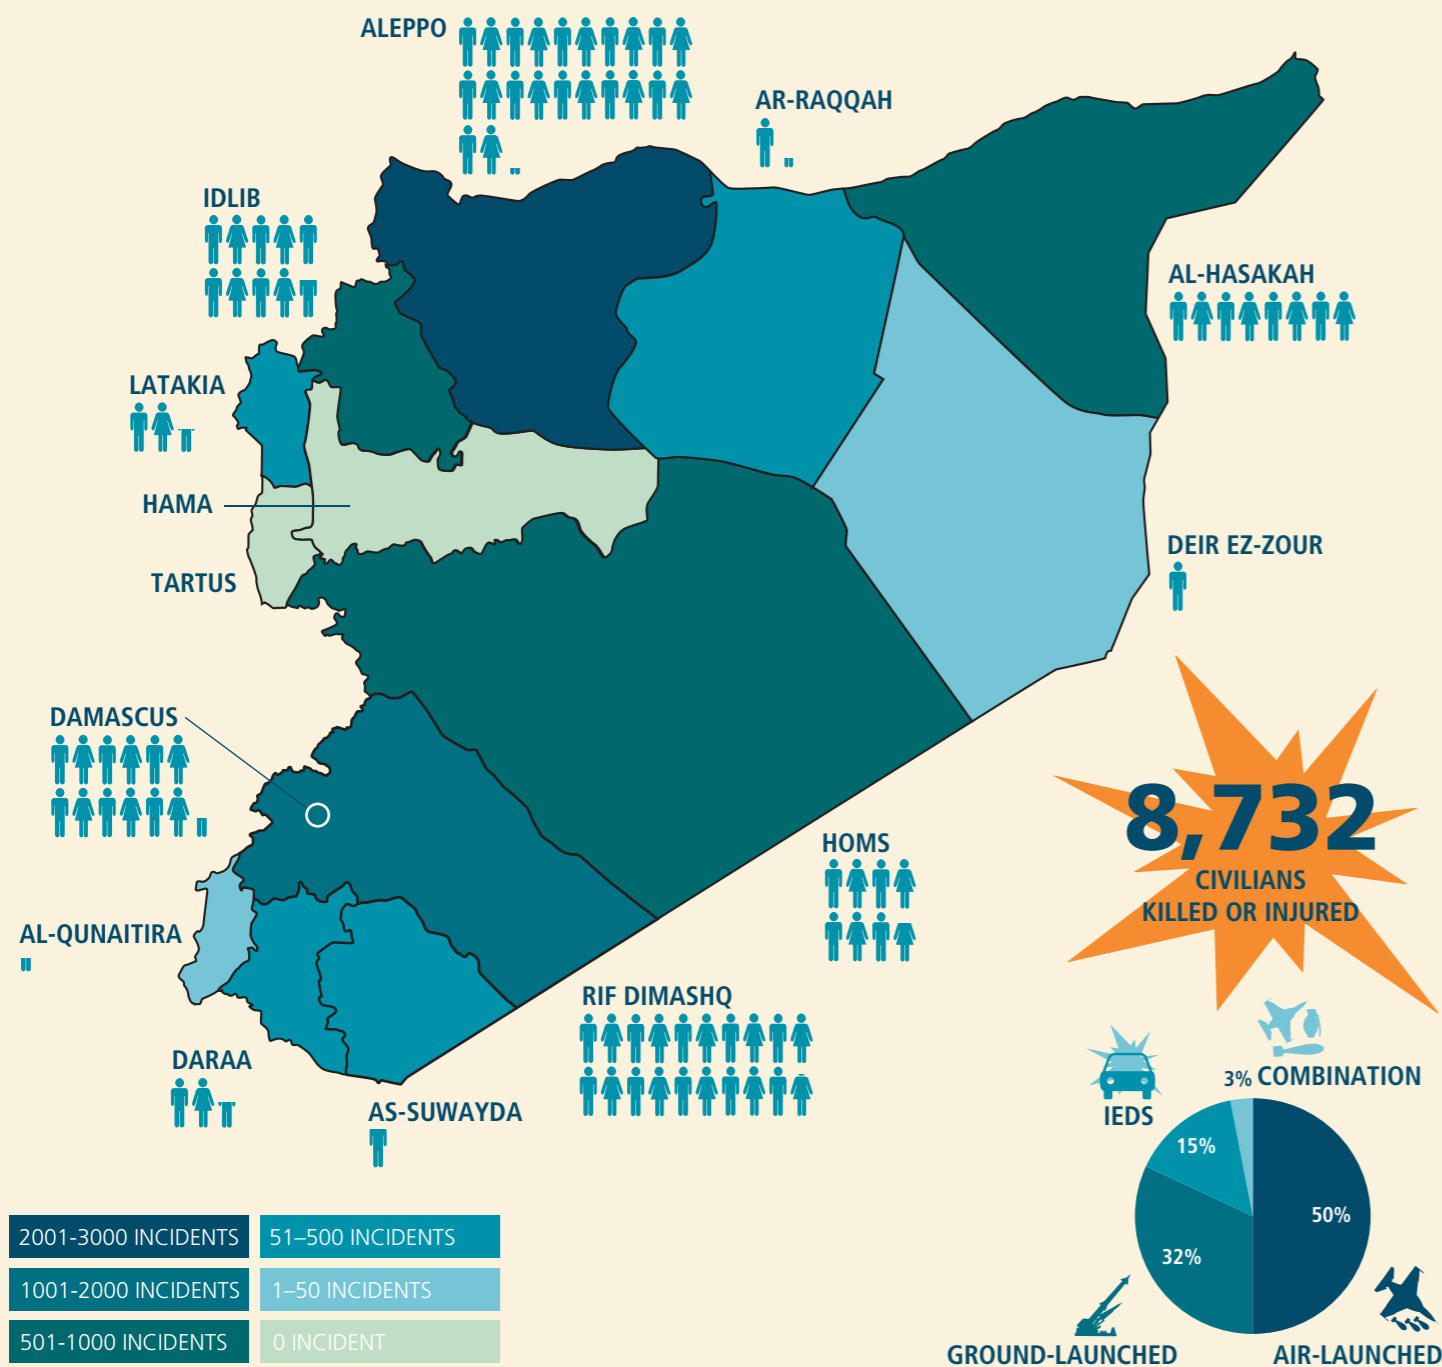 ALEPPO
AR-RAQQAH
IDLIB
AL-HASAKAH
LATAKIA
HAMA
DEIR EZ-ZOUR
TARTUS
DAMASCUS
8,732
CIVILIANS
KILLED OR INJURED
HOMS
AL-QUNAITIRA
RIF DIMASHQ
DARAA
AS-SUWAYDA
3% COMBINATION
IEDS
15%
50%
32%
GROUND-LAUNCHED
AIR-LAUNCHED
2001-3000 INCIDENTS
51–500 INCIDENTS
1001-2000 INCIDENTS
1–50 INCIDENTS
501-1000 INCIDENTS
0 INCIDENT